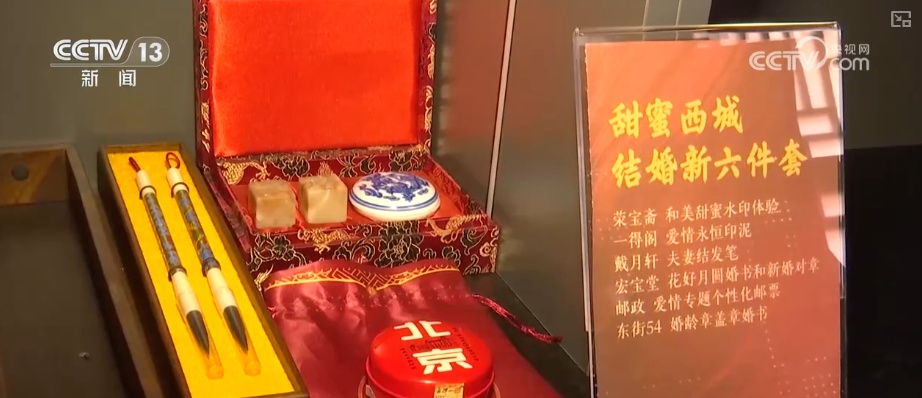 CCTV 13
新闻
央视网
CCTV.com
甜蜜西城
结婚新六件套
荣宝斋 和美甜蜜水印体验
一得阁 爱情永恒印泥
戴月轩 夫妻结发笔
宏宝堂 花好月圆婚书和新婚对章
邮政 爱情专题个性化邮票
东街54 婚龄章盖章婚书
北京